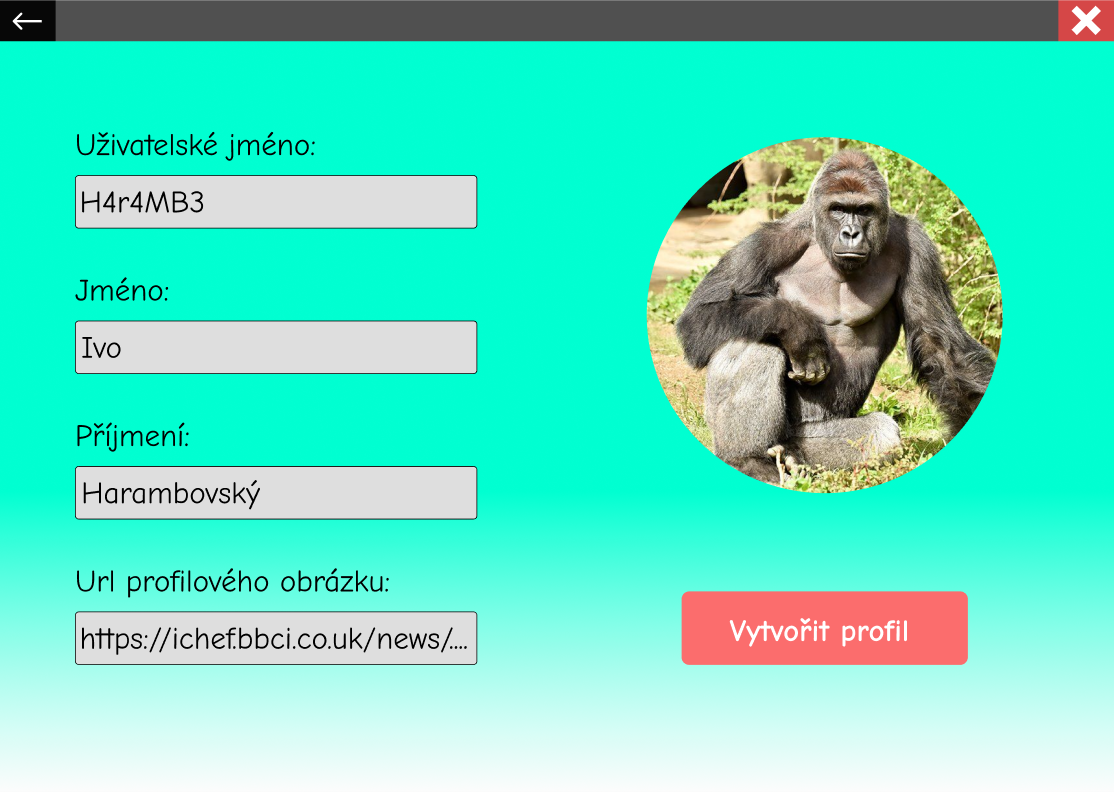 Uživatelské jméno:
H4r4MB3
Jméno:
Ivo
Příjmení:
Harambovský
Url profilového obrázku:
https://ichef.bbci.co.uk/news/....
Vytvořit profil